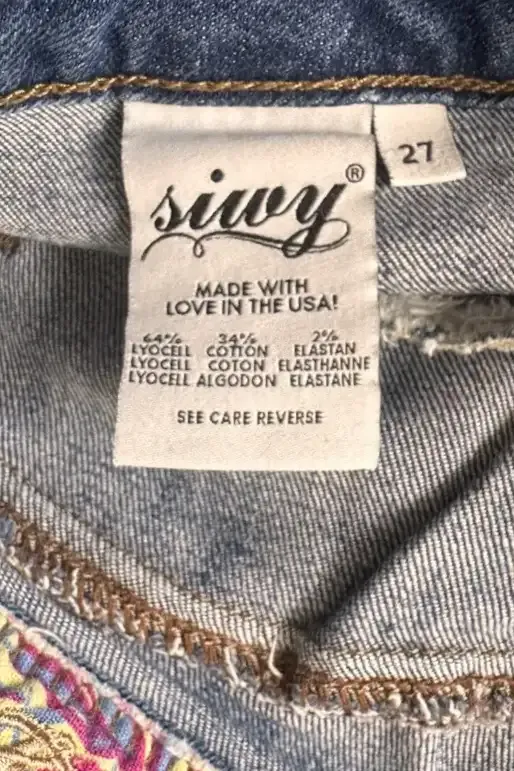 siwy®
27
MADE WITH
LOVE IN THE USA!
64% 34% 2%
LYOCELL COTTON ELASTAN
LYOCELL COTON ELASTHANNE
LYOCELL ALGODON ELASTANE
SEE CARE REVERSE